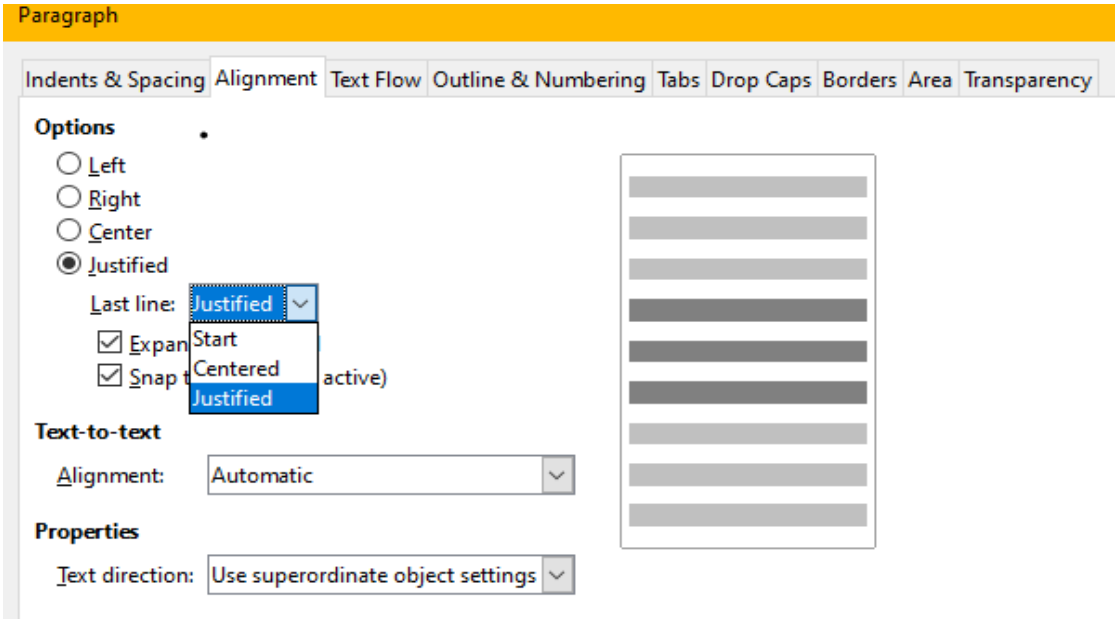 Paragraph
Indents & Spacing Alignment Text Flow Outline & Numbering Tabs Drop Caps Borders Area Transparency
Options
Left
Right
Center
Justified
Last line: Justified
Start
Centered
Justified
Expan
Snap t active)
Text-to-text
Alignment: Automatic
Properties
Text direction: Use superordinate object settings